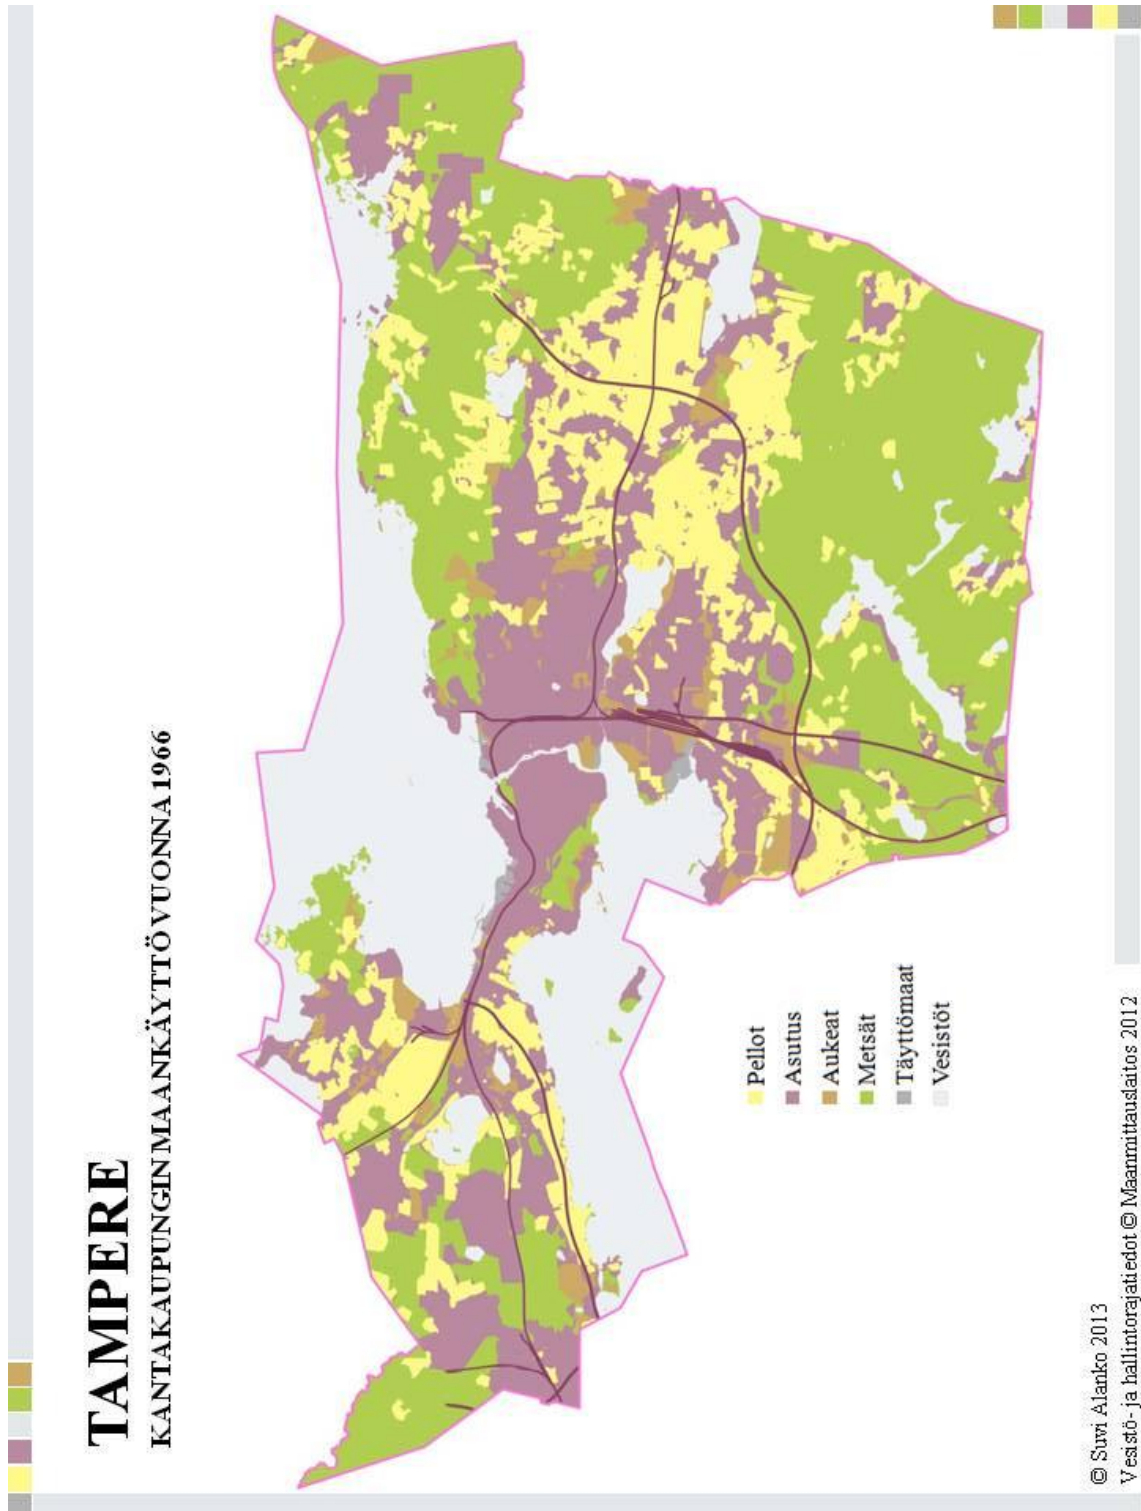 TAMPERE
KANTAKAUPUNGIN MAANKÄYTTÖ VUONNA 1966
Pellot
Asutus
Aukeat
Metsät
Täyttömaat
Vesistöt
© Suvi Alanko 2013
Vesistö- ja hallintorajatiedot © Maanmittauslaitos 2012